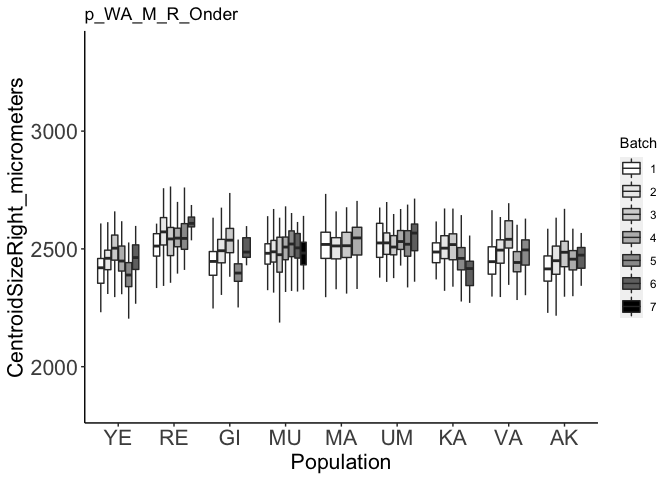 p_WA_M_R_Onder
CentroidSizeRight_micrometers
3000
2500
2000
YE RE GI MU MA UM KA VA AK
Population
Batch
1
2
3
4
5
6
7